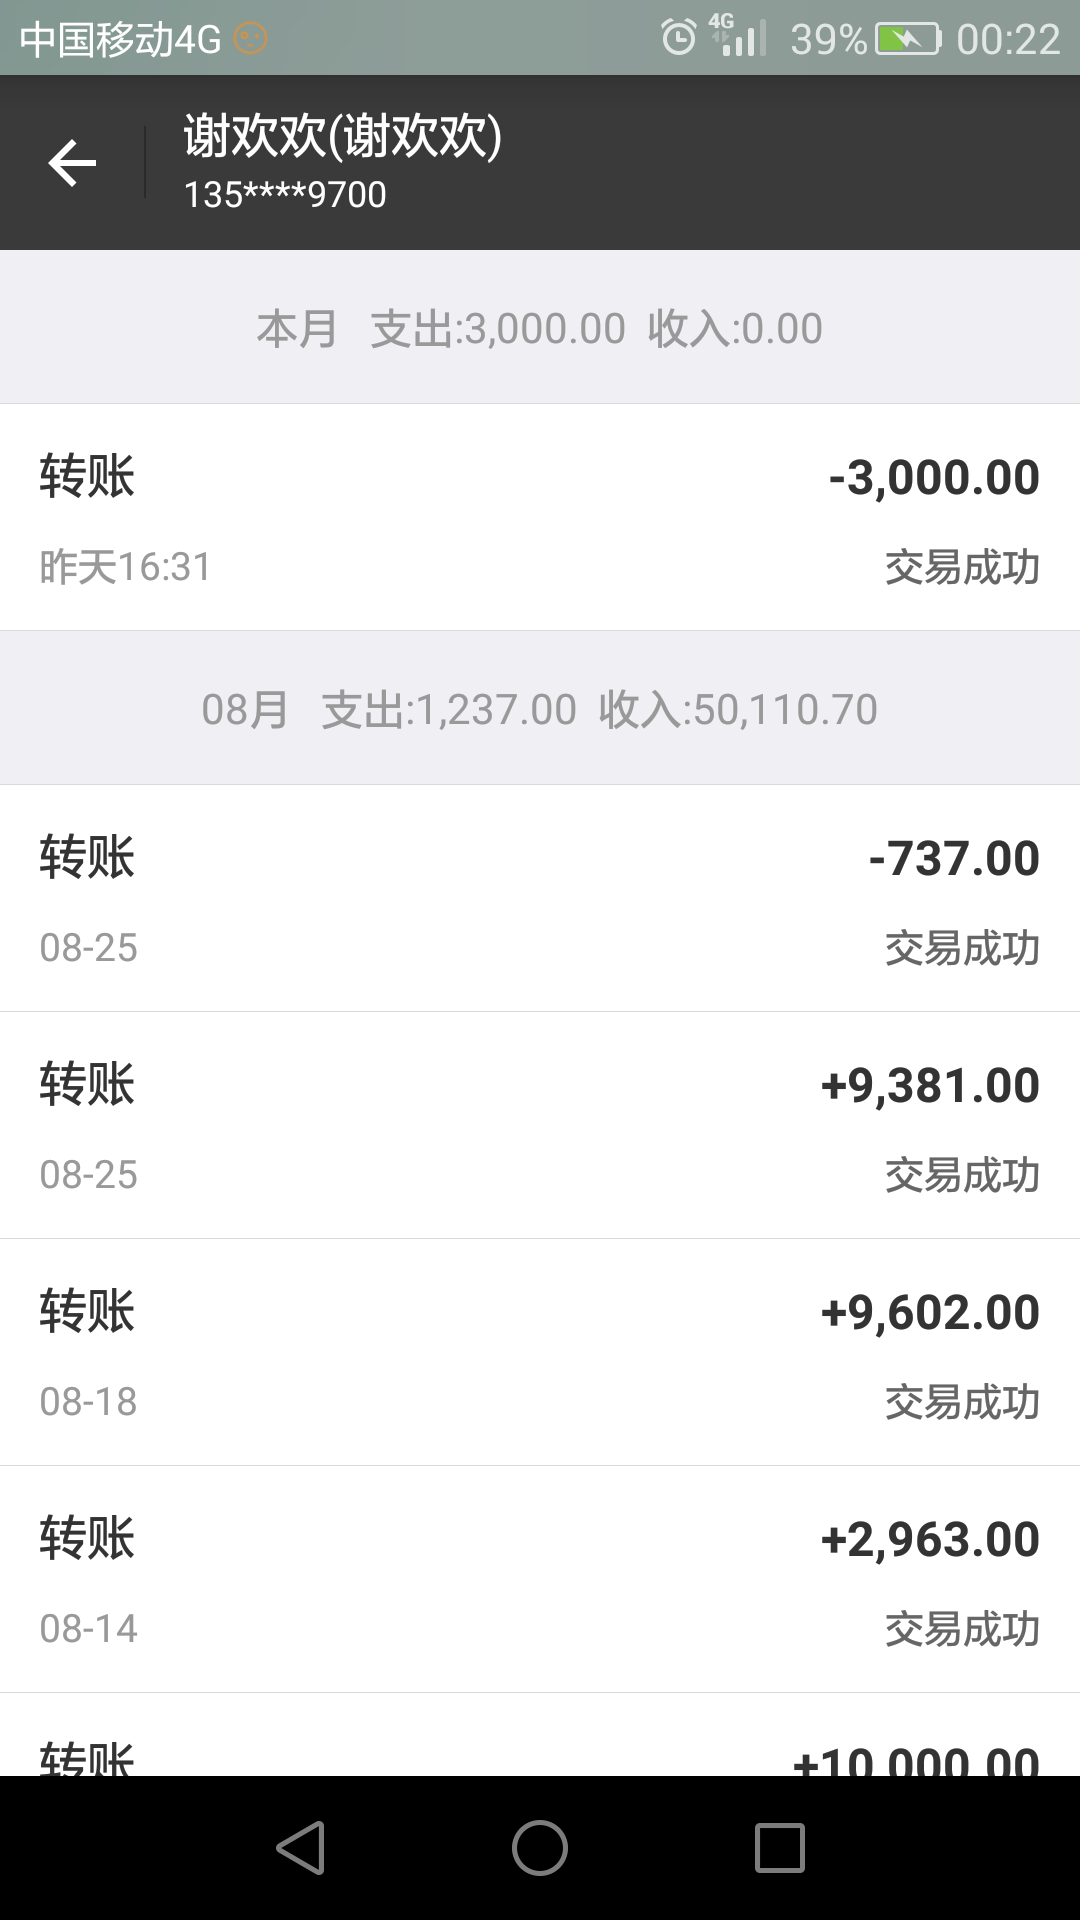 中国移动4G 4G 39% 00:22
谢欢欢(谢欢欢)
135****9700
本月 支出:3,000.00 收入:0.00
转账 -3,000.00
昨天16:31 交易成功
08月 支出:1,237.00 收入:50,110.70
转账 -737.00
08-25 交易成功
转账 +9,381.00
08-25 交易成功
转账 +9,602.00
08-18 交易成功
转账 +2,963.00
08-14 交易成功
转账 +10,000.00